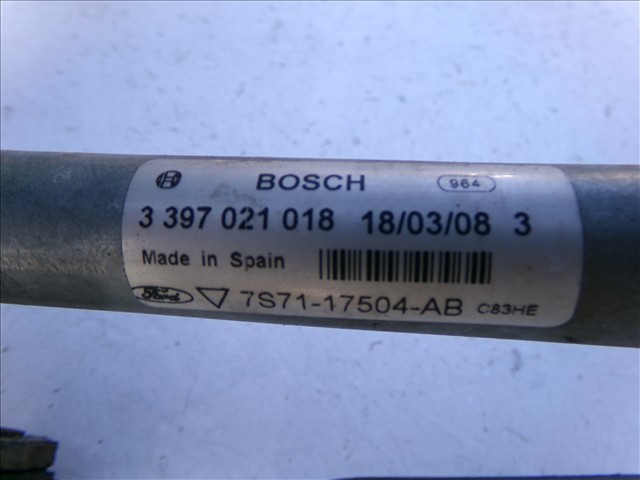 BOSCH 964
3 397 021 018 18/03/08 3
Made in Spain
Ford 7S71-17504-AB C83HE